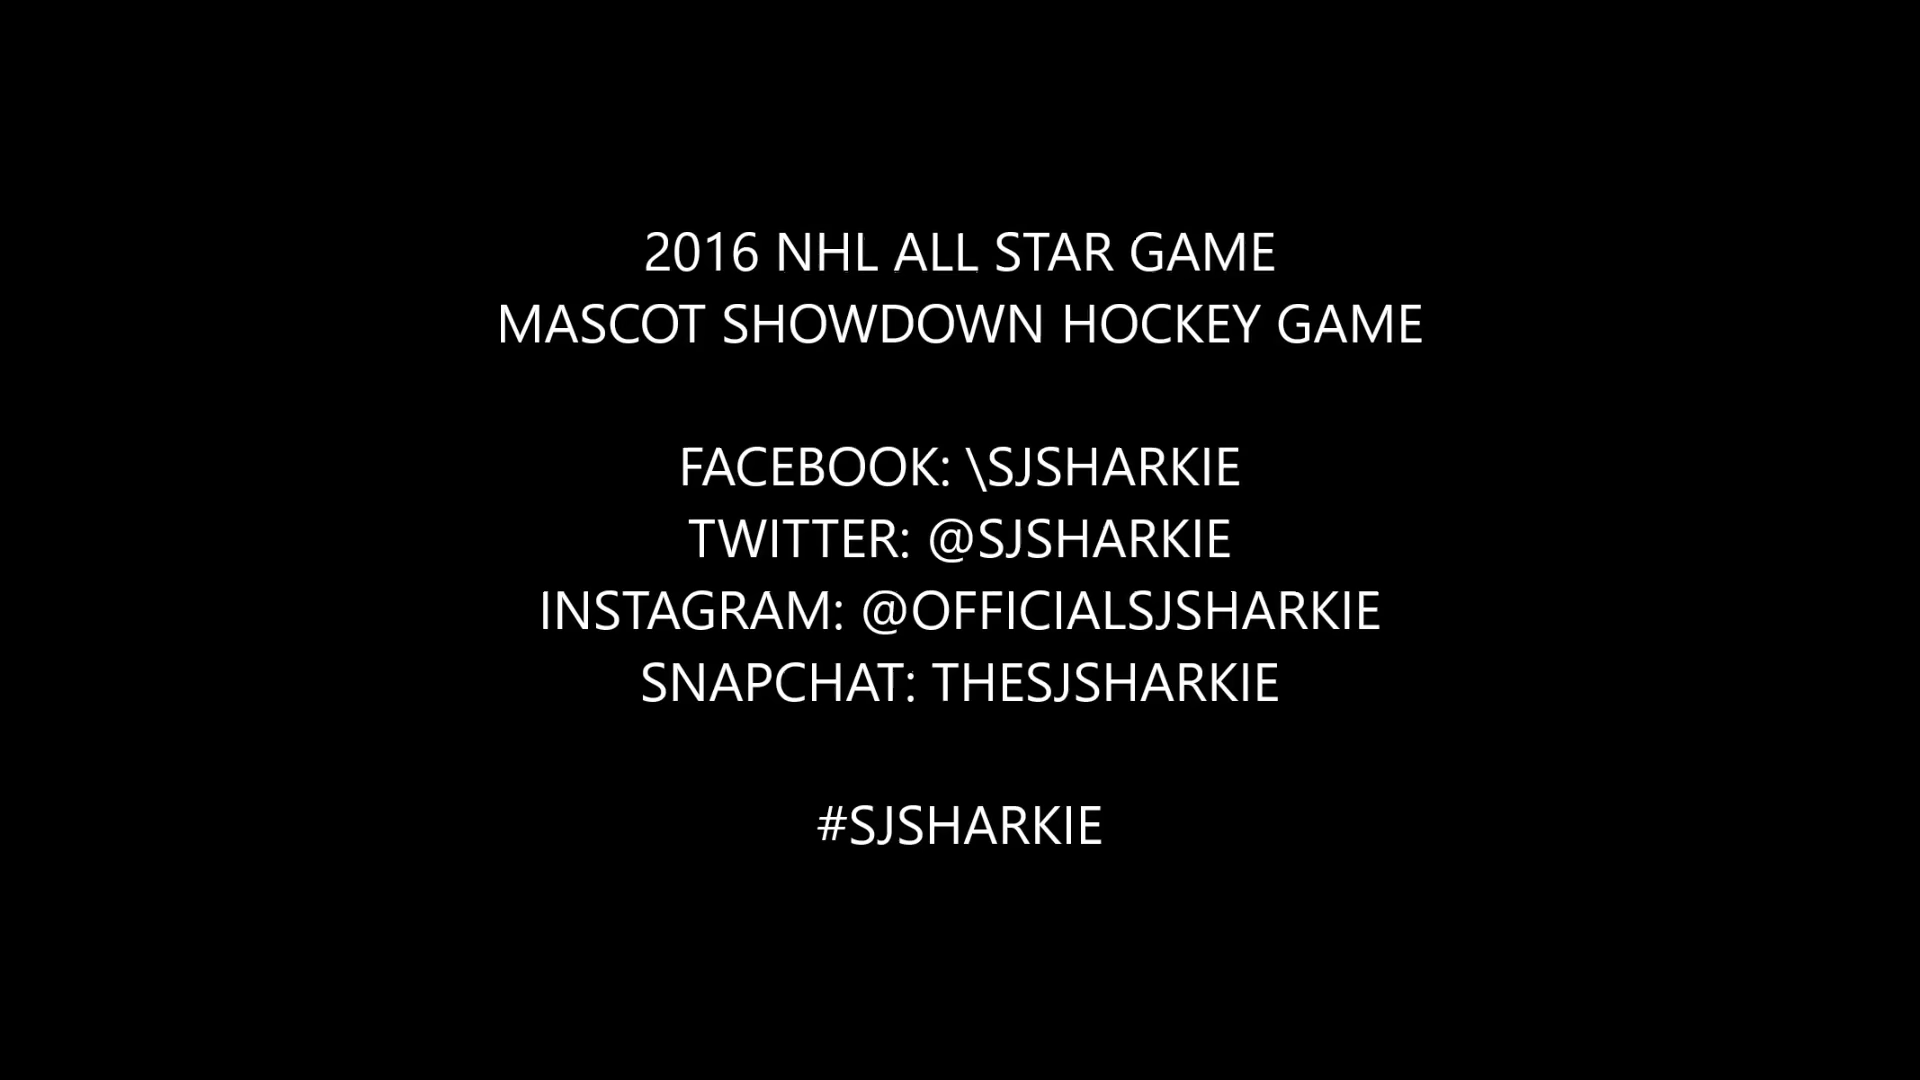 2016 NHL ALL STAR GAME
MASCOT SHOWDOWN HOCKEY GAME
FACEBOOK: \SJSHARKIE
TWITTER: @SJSHARKIE
INSTAGRAM: @OFFICIALSJSHARKIE
SNAPCHAT: THESJSHARKIE
#SJSHARKIE